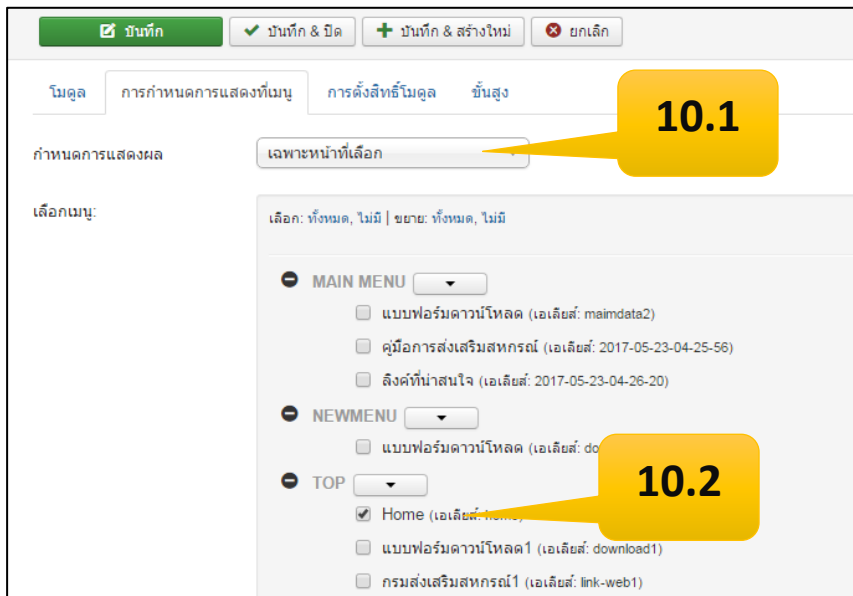 บันทึก บันทึก & ปิด บันทึก & สร้างใหม่ ยกเลิก
โมดูล การกำหนดการแสดงที่เมนู การตั้งสิทธิ์โมดูล ขั้นสูง
10.1
กำหนดการแสดงผล เฉพาะหน้าที่เลือก
เลือกเมนู: เลือก: ทั้งหมด, ไม่มี | ขยาย: ทั้งหมด, ไม่มี
MAIN MENU
แบบฟอร์มดาวน์โหลด (เอเลียส์: maimdata2)
คู่มือการส่งเสริมสหกรณ์ (เอเลียส์: 2017-05-23-04-25-56)
ลิงค์ที่น่าสนใจ (เอเลียส์: 2017-05-23-04-26-20)
NEWMENU
แบบฟอร์มดาวน์โหลด (เอเลียส์: do
10.2
TOP
Home (เอเลียส์: home)
แบบฟอร์มดาวน์โหลด1 (เอเลียส์: download1)
กรมส่งเสริมสหกรณ์1 (เอเลียส์: link-web1)